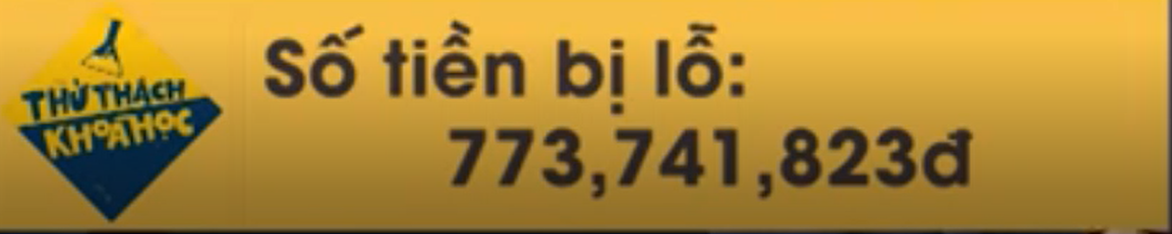 THỬ THÁCH
KHOA HỌC
Số tiền bị lỗ:
773,741,823đ